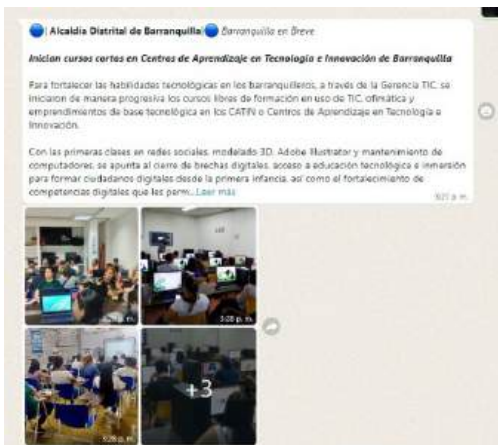 | Alcaldía Distrital de Barranquilla| Barranquilla en Breve
Inician cursos cortos en Centros de Aprendizaje en Tecnología e Innovación de Barranquilla
Para fortalecer las habilidades tecnológicas en los barranquilleros, a través de la Gerencia TIC, se
iniciaron de manera progresiva los cursos libres de formación en uso de TIC, ofimática y
emprendimientos de base tecnológica en los CATIN o Centros de Aprendizaje en Tecnología e
Innovación.
Con las primeras clases en redes sociales, modelado 3D, Adobe Illustrator y mantenimiento de
computadores, se apunta al cierre de brechas digitales, acceso a educación tecnológica e inmersión
para formar ciudadanos digitales desde la primera infancia, así como el fortalecimiento de
competencias digitales que les perm... Leer más
p. m.
p. m.
3:28 p. m.
3:28 p. m.
+3